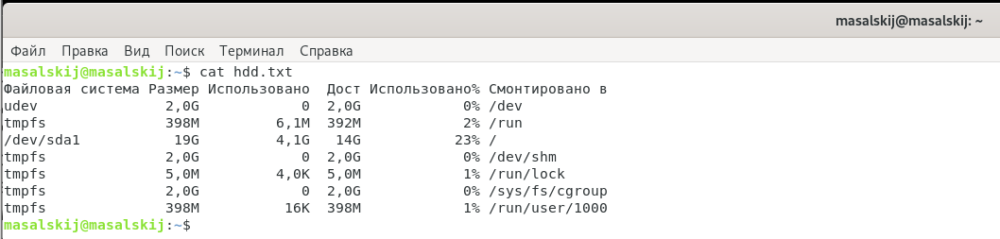 masalskij@masalskij: ~
Файл Правка Вид Поиск Терминал Справка
masalskij@masalskij:~$ cat hdd.txt
Файловая система Размер Использовано  Дост Использовано% Смонтировано в
udev               2,0G            0  2,0G            0% /dev
tmpfs              398M         6,1M  392M            2% /run
/dev/sda1           19G         4,1G   14G           23% /
tmpfs              2,0G            0  2,0G            0% /dev/shm
tmpfs              5,0M         4,0K  5,0M            1% /run/lock
tmpfs              2,0G            0  2,0G            0% /sys/fs/cgroup
tmpfs              398M          16K  398M            1% /run/user/1000
masalskij@masalskij:~$